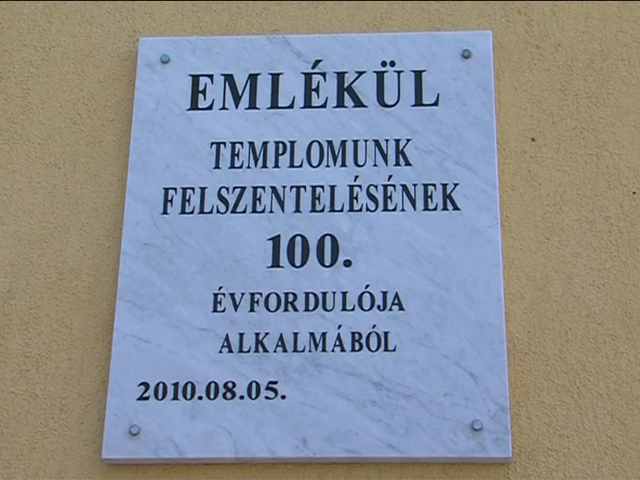 EMLÉKÜL
TEMPLOMUNK
FELSZENTELÉSÉNEK
100.
ÉVFORDULÓJA
ALKALMÁBÓL
2010.08.05.